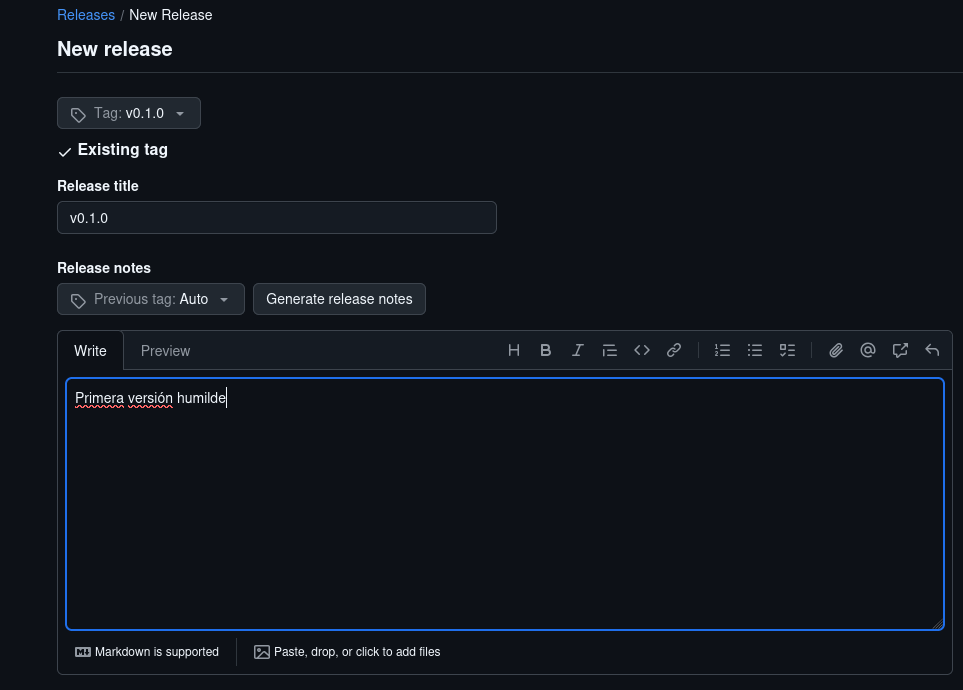 Releases / New Release
New release
Tag: v0.1.0
Existing tag
Release title
v0.1.0
Release notes
Previous tag: Auto Generate release notes
Write Preview
Primera versión humilde
Markdown is supported Paste, drop, or click to add files